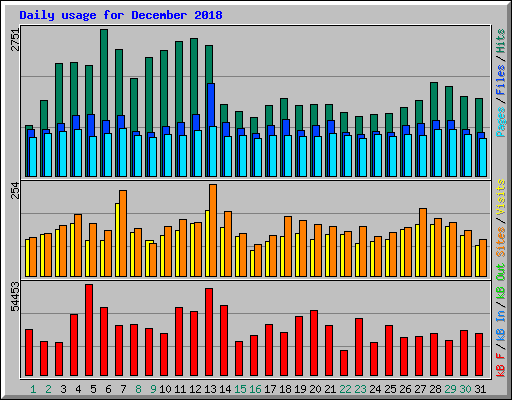 Daily usage for December 2018
2751
Pages / Files / Hits
254
Sites / Visits
54453
kB F / kB In / kB Out
1 2 3 4 5 6 7 8 9 10 11 12 13 14 15 16 17 18 19 20 21 22 23 24 25 26 27 28 29 30 31